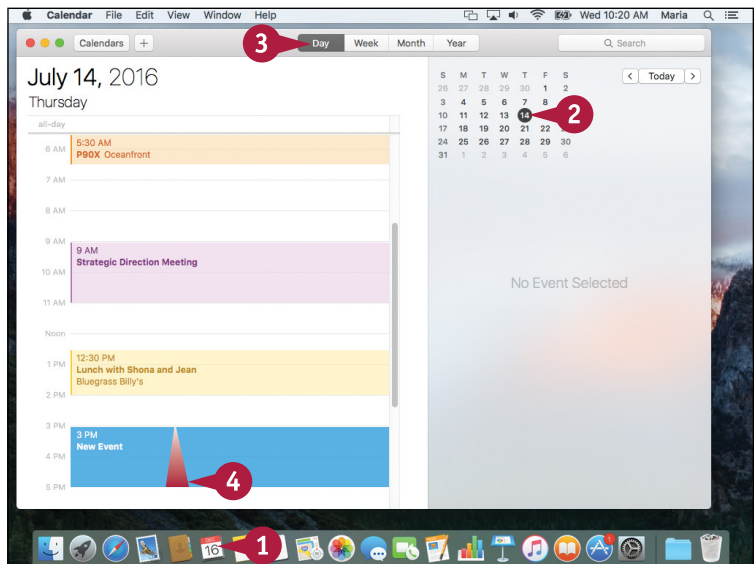 Calendar File Edit View Window Help Wed 10:20 AM Maria
Calendars + 3 Day Week Month Year Search
July 14, 2016
Thursday
< Today >
S M T W T F S
26 27 28 29 30 1 2
3 4 5 6 7 8
10 11 12 13 14 2
17 18 19 20 21 22
24 25 26 27 28 29 30
31 1 2 3 4 5 6
all-day
6 AM
5:30 AM
P90X Oceanfront
7 AM
8 AM
9 AM
9 AM
Strategic Direction Meeting
10 AM
11 AM
No Event Selected
Noon
12:30 PM
1 PM
Lunch with Shona and Jean
Bluegrass Billy's
2 PM
3 PM
3 PM
New Event
4 PM
4
5 PM
DEC
16
1
1